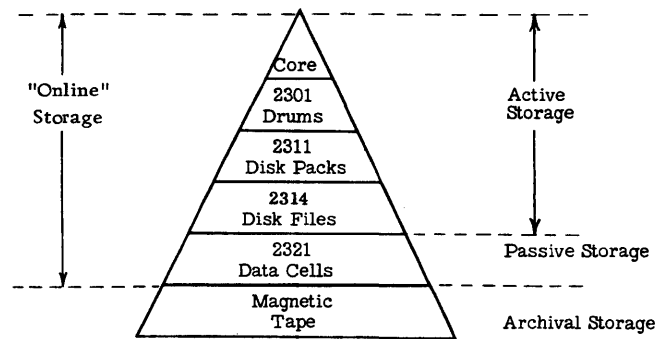 Core
"Online"
Storage
2301
Drums
Active
Storage
2311
Disk Packs
2314
Disk Files
2321
Data Cells
Passive Storage
Magnetic
Tape
Archival Storage